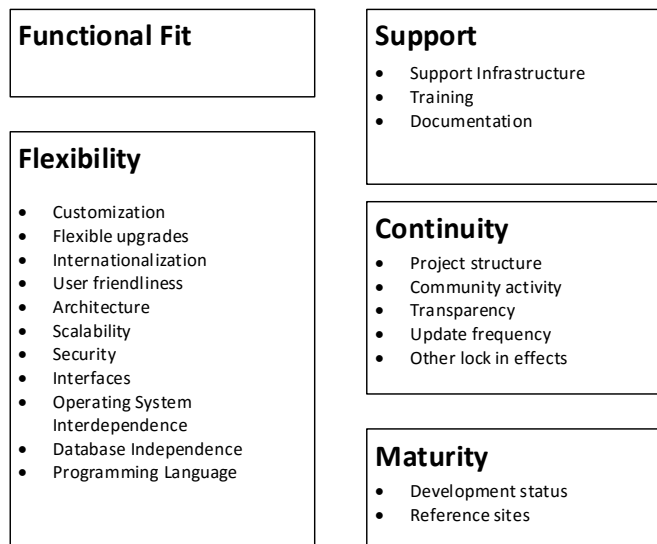 Functional Fit
Flexibility
• Customization
• Flexible upgrades
• Internationalization
• User friendliness
• Architecture
• Scalability
• Security
• Interfaces
• Operating System
Interdependence
• Database Independence
• Programming Language
Support
• Support Infrastructure
• Training
• Documentation
Continuity
• Project structure
• Community activity
• Transparency
• Update frequency
• Other lock in effects
Maturity
• Development status
• Reference sites